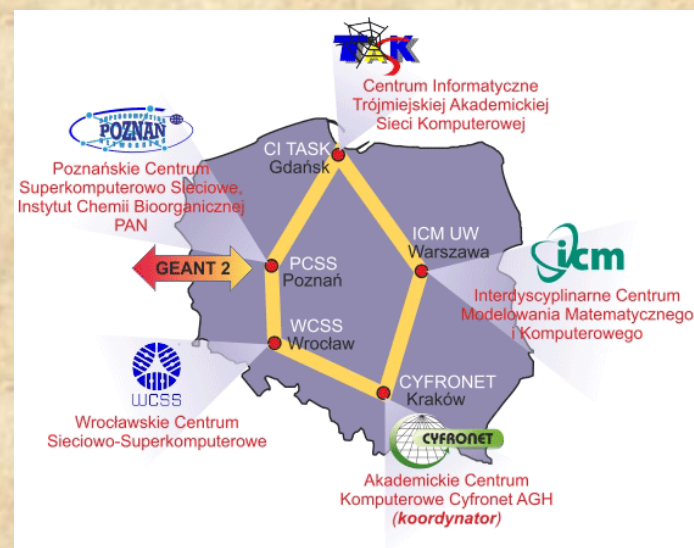 TASK
Centrum Informatyczne
Trójmiejskiej Akademickiej
Sieci Komputerowej
CI TASK
Gdańsk
SUPERCOMPUTING
POZNAŃ
NETWORKING
Poznańskie Centrum
Superkomputerowo Sieciowe,
Instytut Chemii Bioorganicznej
PAN
ICM UW
Warszawa
icm
Interdyscyplinarne Centrum
Modelowania Matematycznego
i Komputerowego
GEANT 2
PCSS
Poznań
WCSS
Wrocław
WCSS
Wrocławskie Centrum
Sieciowo-Superkomputerowe
CYFRONET
Kraków
CYFRONET
Akademickie Centrum
Komputerowe Cyfronet AGH
(koordynator)